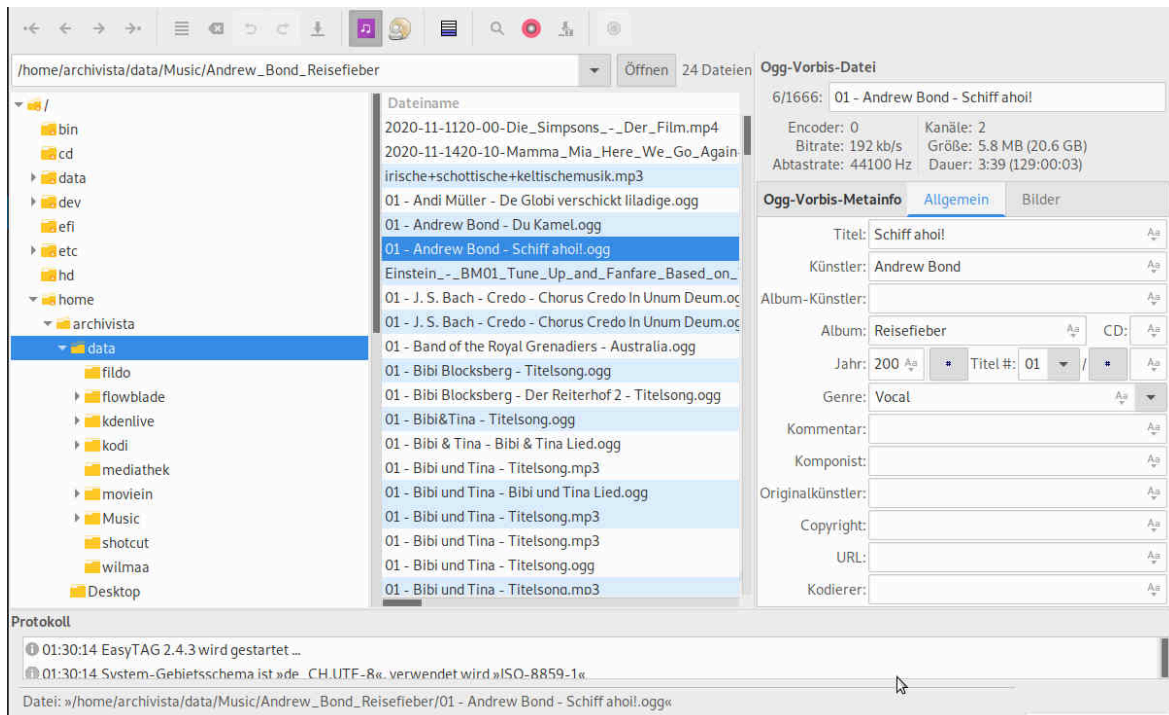 /home/archivista/data/Music/Andrew_Bond_Reisefieber
Öffnen
24 Dateien
/
bin
cd
data
dev
efi
etc
hd
home
archivista
data
fildo
flowblade
kdenlive
kodi
mediathek
moviein
Music
shotcut
wilmaa
Desktop
Dateiname
2020-11-1120-00-Die_Simpsons_-_Der_Film.mp4
2020-11-1420-10-Mamma_Mia_Here_We_Go_Again-
irische+schottische+keltischemusik.mp3
01 - Andi Müller - De Globi verschickt liladige.ogg
01 - Andrew Bond - Du Kamel.ogg
01 - Andrew Bond - Schiff ahoi!.ogg
Einstein_-_BM01_Tune_Up_and_Fanfare_Based_on_
01 - J. S. Bach - Credo - Chorus Credo In Unum Deum.og
01 - J. S. Bach - Credo - Chorus Credo In Unum Deum.og
01 - Band of the Royal Grenadiers - Australia.ogg
01 - Bibi Blocksberg - Titelsong.ogg
01 - Bibi Blocksberg - Der Reiterhof 2 - Titelsong.ogg
01 - Bibi&Tina - Titelsong.ogg
01 - Bibi & Tina - Bibi & Tina Lied.ogg
01 - Bibi und Tina - Titelsong.mp3
01 - Bibi und Tina - Bibi und Tina Lied.ogg
01 - Bibi und Tina - Titelsong.mp3
01 - Bibi und Tina - Titelsong.mp3
01 - Bibi und Tina - Titelsong.ogg
01 - Bibi und Tina - Titelsong.mp3
Ogg-Vorbis-Datei
6/1666: 01 - Andrew Bond - Schiff ahoi!
Encoder: 0 Kanäle: 2
Bitrate: 192 kb/s Größe: 5.8 MB (20.6 GB)
Abtastrate: 44100 Hz Dauer: 3:39 (129:00:03)
Ogg-Vorbis-Metainfo Allgemein Bilder
Titel: Schiff ahoi!
Künstler: Andrew Bond
Album-Künstler:
Album: Reisefieber CD:
Jahr: 200 # Titel #: 01 / #
Genre: Vocal
Kommentar:
Komponist:
Originalkünstler:
Copyright:
URL:
Kodierer:
Protokoll
01:30:14 EasyTAG 2.4.3 wird gestartet ...
01:30:14 System-Gebietsschema ist »de_CH.UTF-8«, verwendet wird »ISO-8859-1«
Datei: »/home/archivista/data/Music/Andrew_Bond_Reisefieber/01 - Andrew Bond - Schiff ahoi!.ogg«